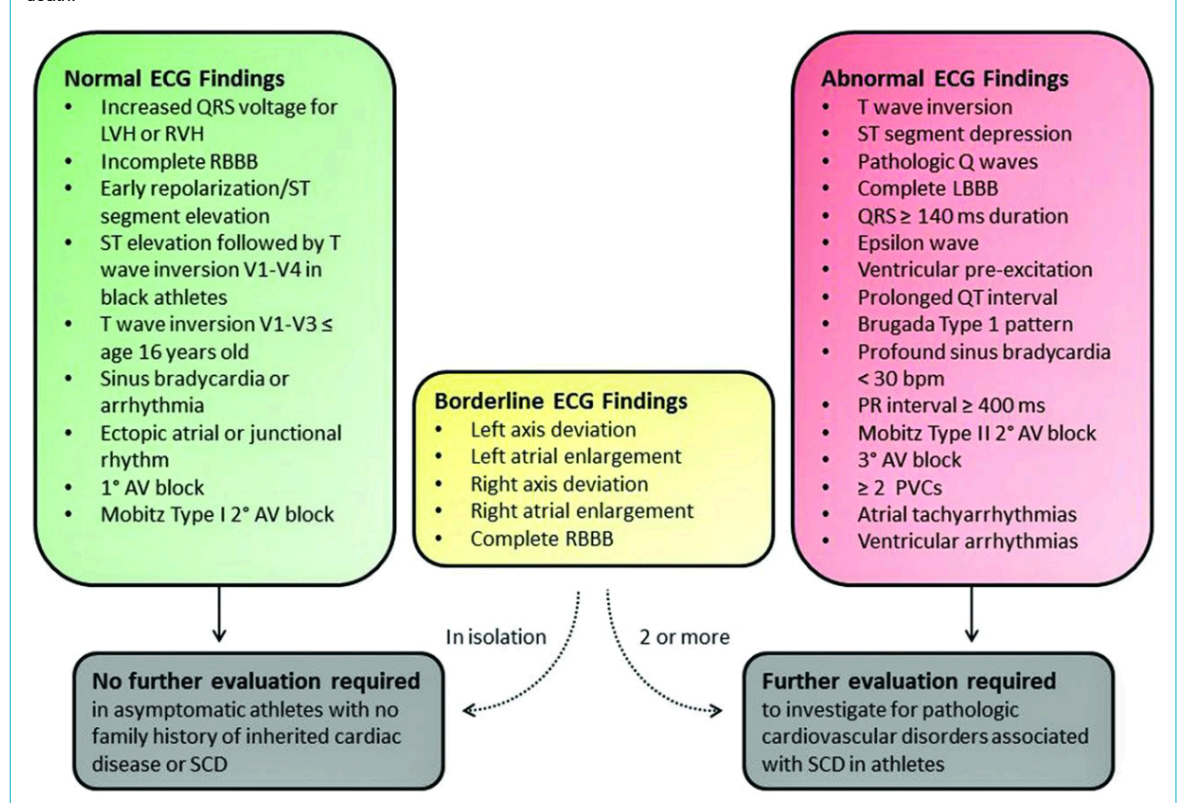 death.
Normal ECG Findings
• Increased QRS voltage for
LVH or RVH
• Incomplete RBBB
• Early repolarization/ST
segment elevation
• ST elevation followed by T
wave inversion V1-V4 in
black athletes
• T wave inversion V1-V3 ≤
age 16 years old
• Sinus bradycardia or
arrhythmia
• Ectopic atrial or junctional
rhythm
• 1° AV block
• Mobitz Type I 2° AV block
Borderline ECG Findings
• Left axis deviation
• Left atrial enlargement
• Right axis deviation
• Right atrial enlargement
• Complete RBBB
Abnormal ECG Findings
• T wave inversion
• ST segment depression
• Pathologic Q waves
• Complete LBBB
• QRS ≥ 140 ms duration
• Epsilon wave
• Ventricular pre-excitation
• Prolonged QT interval
• Brugada Type 1 pattern
• Profound sinus bradycardia
< 30 bpm
• PR interval ≥ 400 ms
• Mobitz Type II 2° AV block
• 3° AV block
• ≥ 2 PVCs
• Atrial tachyarrhythmias
• Ventricular arrhythmias
In isolation
2 or more
No further evaluation required
in asymptomatic athletes with no
family history of inherited cardiac
disease or SCD
Further evaluation required
to investigate for pathologic
cardiovascular disorders associated
with SCD in athletes